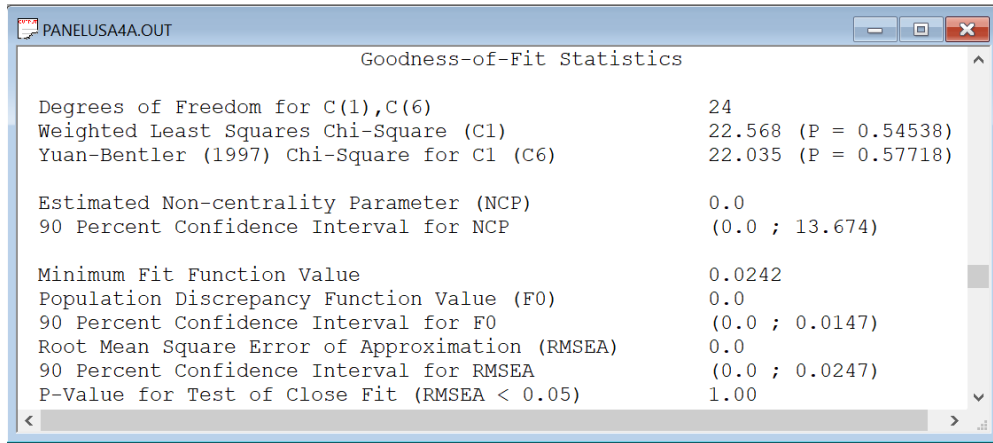 PANELUSA4A.OUT
Goodness-of-Fit Statistics
Degrees of Freedom for C(1),C(6) 24
Weighted Least Squares Chi-Square (C1) 22.568 (P = 0.54538)
Yuan-Bentler (1997) Chi-Square for C1 (C6) 22.035 (P = 0.57718)
Estimated Non-centrality Parameter (NCP) 0.0
90 Percent Confidence Interval for NCP (0.0 ; 13.674)
Minimum Fit Function Value 0.0242
Population Discrepancy Function Value (F0) 0.0
90 Percent Confidence Interval for F0 (0.0 ; 0.0147)
Root Mean Square Error of Approximation (RMSEA) 0.0
90 Percent Confidence Interval for RMSEA (0.0 ; 0.0247)
P-Value for Test of Close Fit (RMSEA < 0.05) 1.00